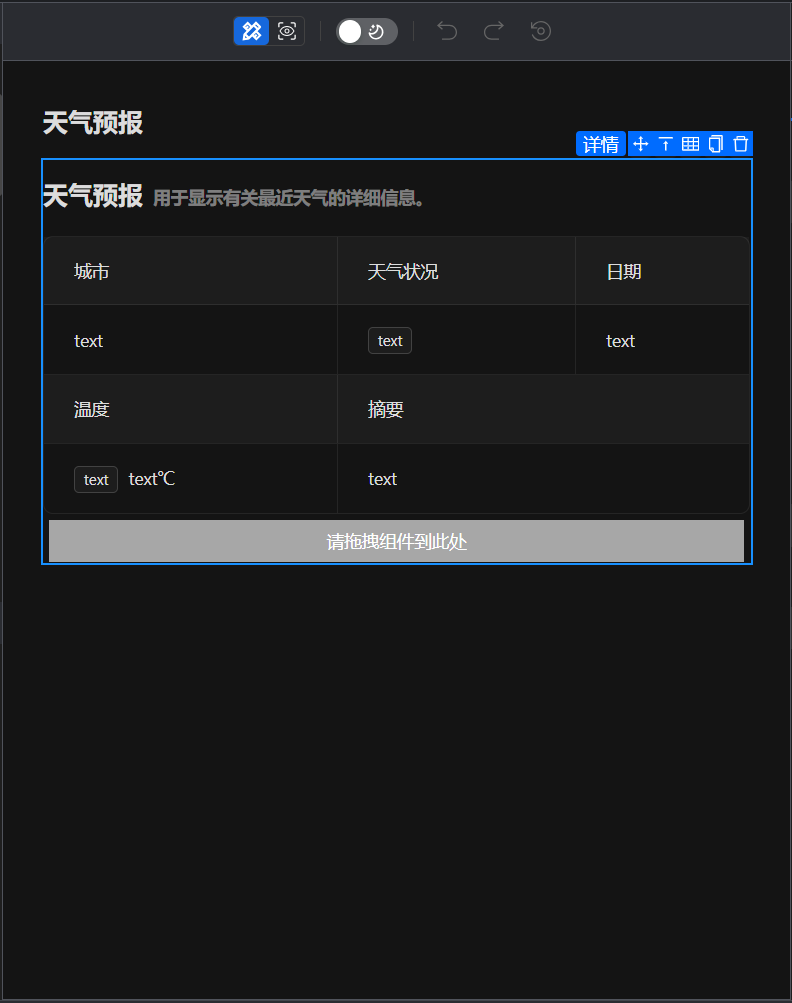 天气预报
详情
天气预报 用于显示有关最近天气的详细信息。
城市 天气状况 日期
text text text
温度 摘要
text text℃ text
请拖拽组件到此处